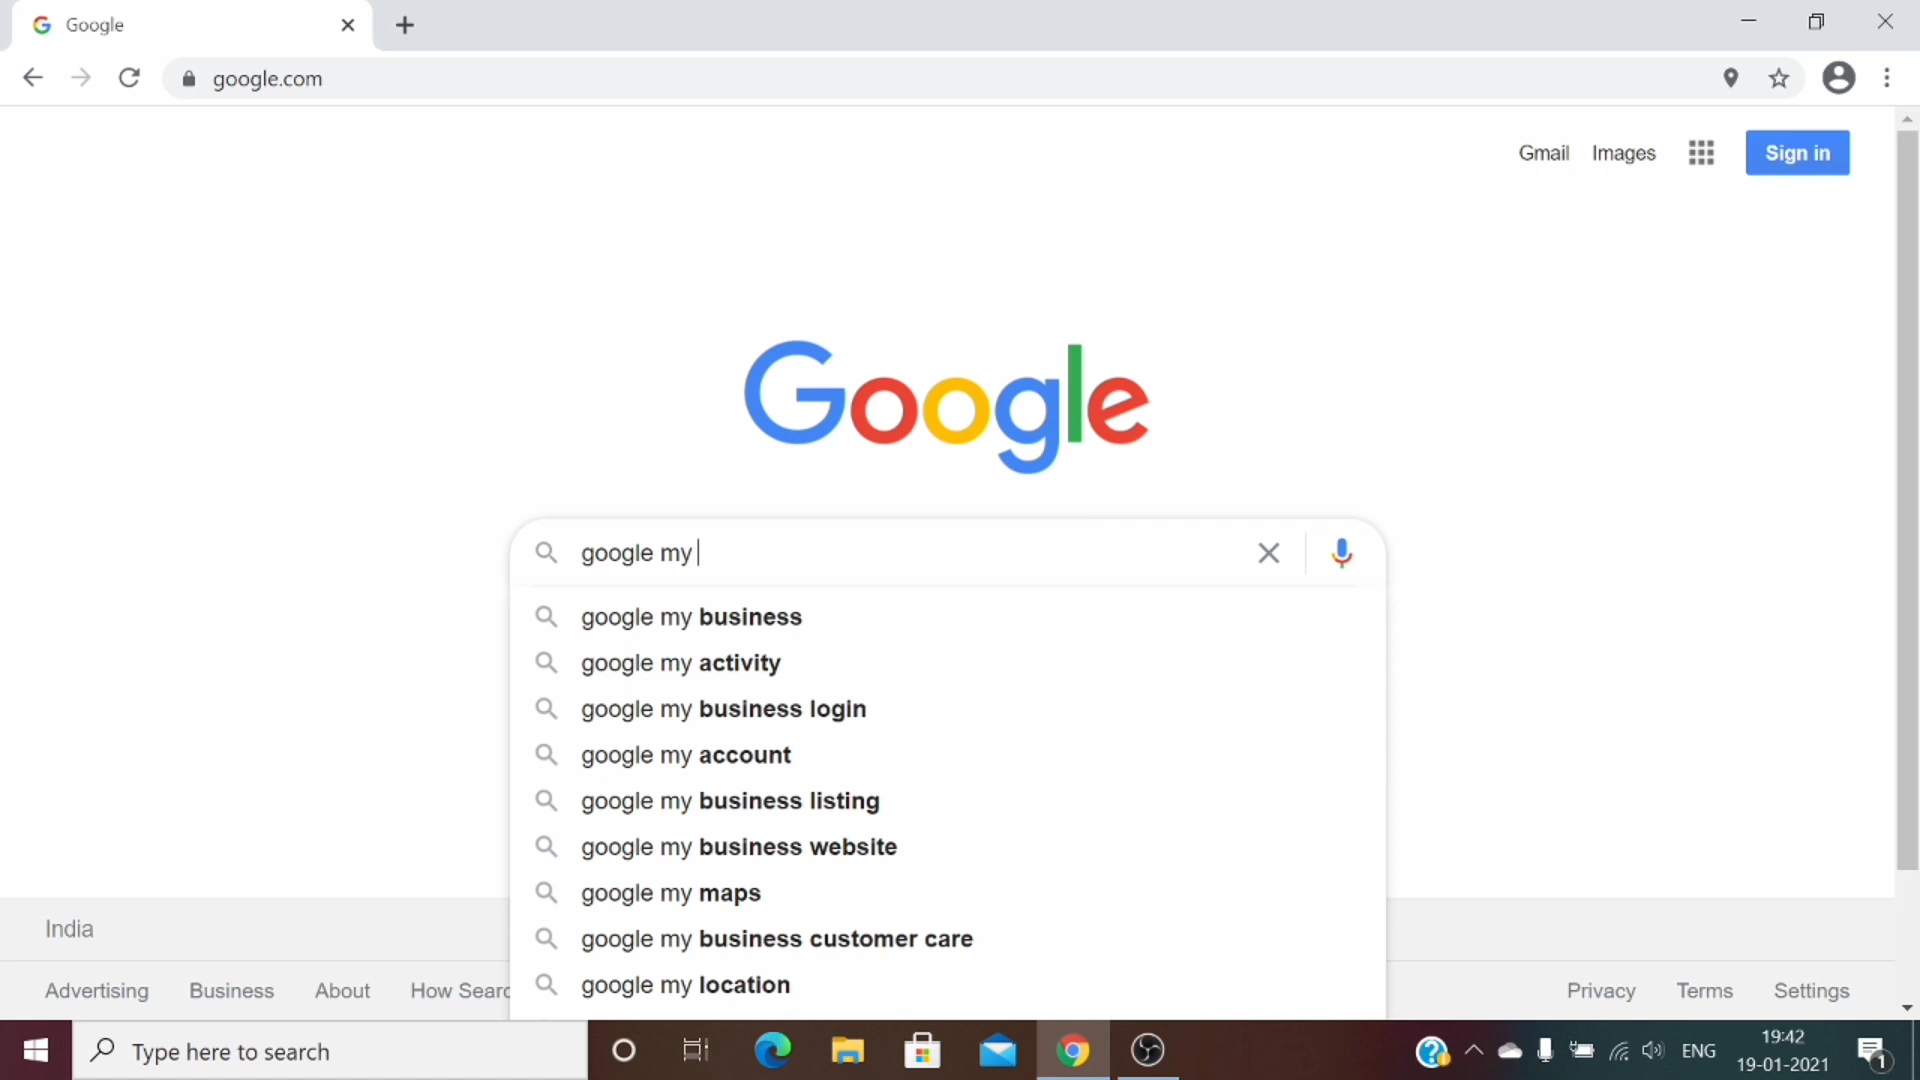 Google
google.com
Gmail Images Sign in
Google
google my
google my business
google my activity
google my business login
google my account
google my business listing
google my business website
google my maps
google my business customer care
google my location
India
Advertising Business About How Searc Privacy Terms Settings
Type here to search ENG 19:42
19-01-2021
1